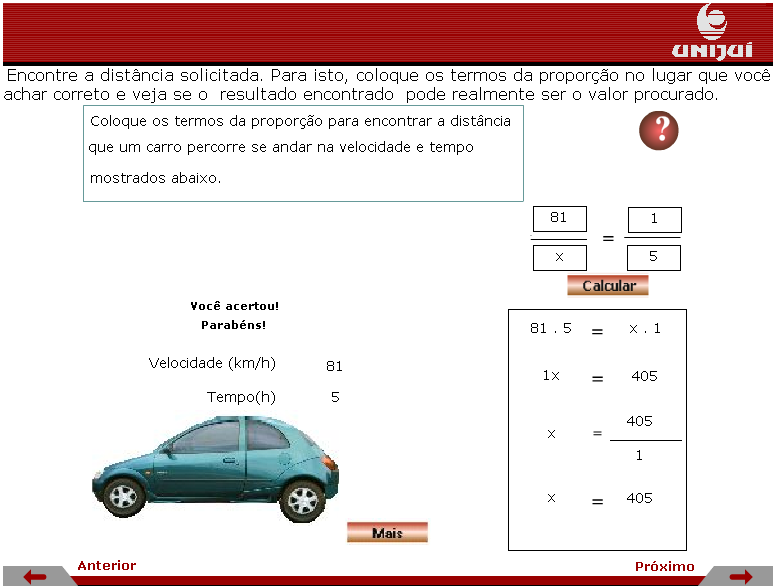 UNIJUÍ
Encontre a distância solicitada. Para isto, coloque os termos da proporção no lugar que você
achar correto e veja se o resultado encontrado pode realmente ser o valor procurado.
Coloque os termos da proporção para encontrar a distância
que um carro percorre se andar na velocidade e tempo
mostrados abaixo.
?
81 = 1
x 5
Calcular
Você acertou!
Parabéns!
Velocidade (km/h) 81
Tempo(h) 5
81 . 5 = x . 1
1x = 405
x = 405
1
x = 405
Mais
Anterior
Próximo